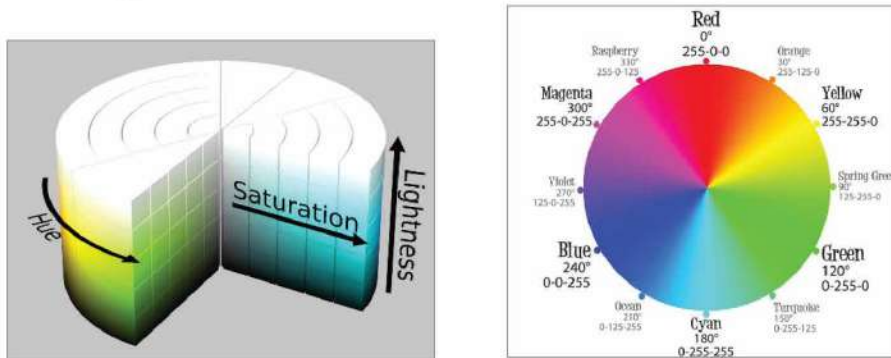 Hue
Saturation
Lightness
Red
0°
255-0-0
Orange
30°
255-125-0
Yellow
60°
255-255-0
Spring Green
90°
125-255-0
Green
120°
0-255-0
Turquoise
150°
0-255-125
Cyan
180°
0-255-255
Ocean
210°
0-125-255
Blue
240°
0-0-255
Violet
270°
125-0-255
Magenta
300°
255-0-255
Raspberry
330°
255-0-125